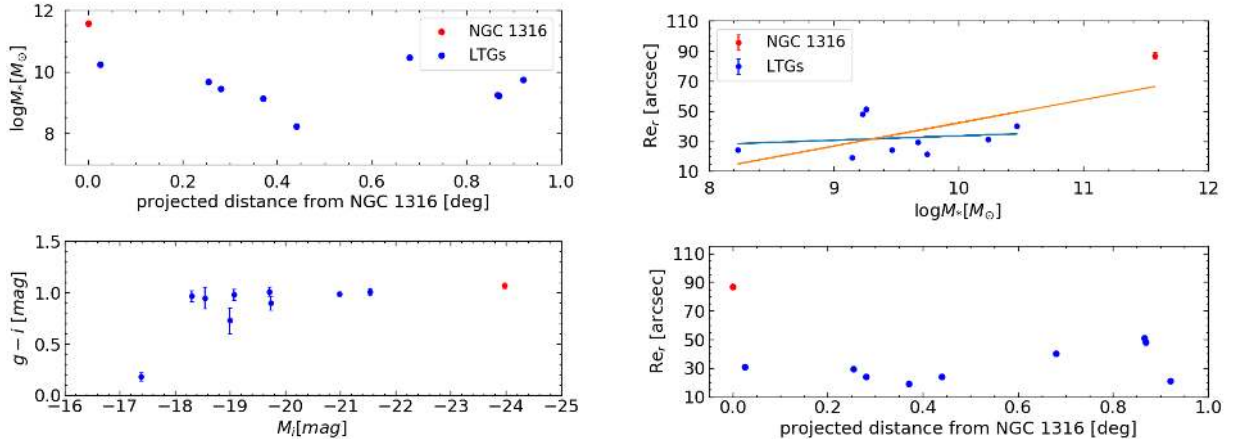 12
10
8
logM*[M⊙]
NGC 1316
LTGs
0.0 0.2 0.4 0.6 0.8 1.0
projected distance from NGC 1316 [deg]
110
90
70
50
30
10
Re_r [arcsec]
NGC 1316
LTGs
8 9 10 11 12
logM*[M⊙]
1.5
1.0
0.5
0.0
g − i [mag]
−16 −17 −18 −19 −20 −21 −22 −23 −24 −25
M_i[mag]
110
90
70
50
30
10
Re_r [arcsec]
0.0 0.2 0.4 0.6 0.8 1.0
projected distance from NGC 1316 [deg]